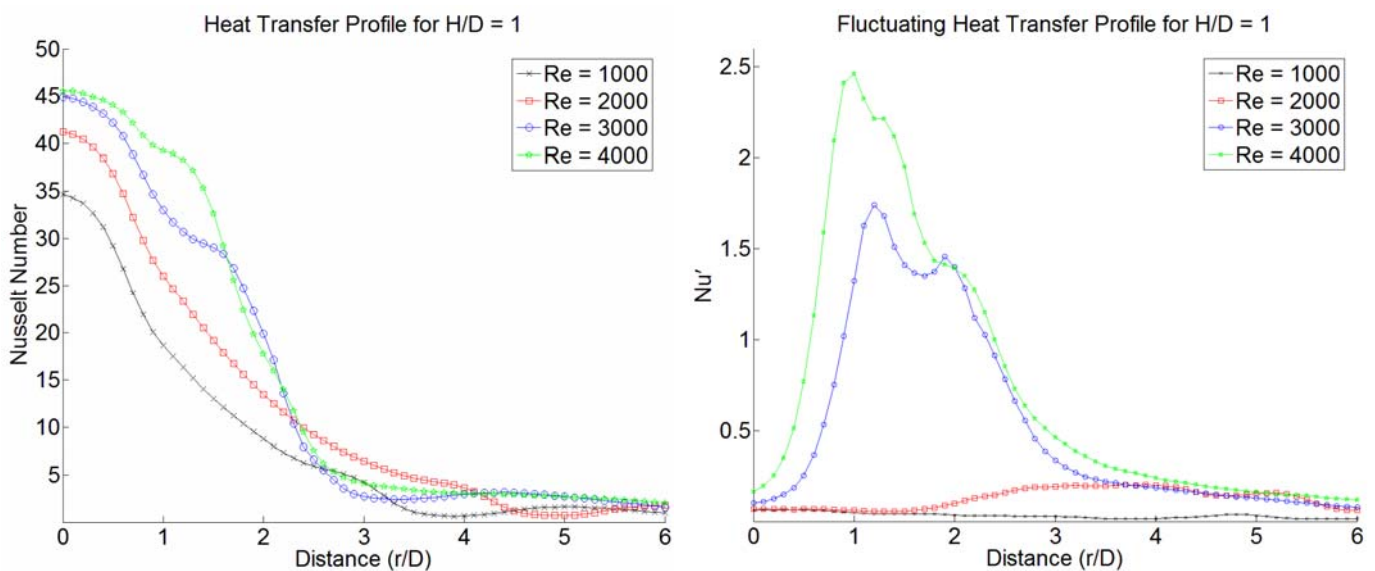 Heat Transfer Profile for H/D = 1
50
45
40
35
30
25
20
15
10
5
Nusselt Number
0 1 2 3 4 5 6
Distance (r/D)
Re = 1000
Re = 2000
Re = 3000
Re = 4000
Fluctuating Heat Transfer Profile for H/D = 1
2.5
2
1.5
1
0.5
Nu'
0 1 2 3 4 5 6
Distance (r/D)
Re = 1000
Re = 2000
Re = 3000
Re = 4000